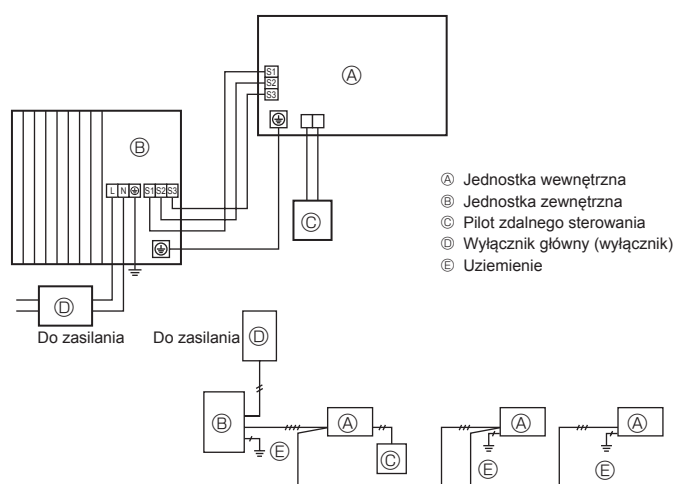 S1
S2
S3
Ⓐ
Ⓑ
L N S1 S2 S3
Ⓒ
Ⓐ Jednostka wewnętrzna
Ⓑ Jednostka zewnętrzna
Ⓒ Pilot zdalnego sterowania
Ⓓ Wyłącznik główny (wyłącznik)
Ⓔ Uziemienie
Ⓓ
Do zasilania
Do zasilania
Ⓓ
Ⓑ
Ⓔ
Ⓐ
Ⓒ
Ⓐ
Ⓔ
Ⓐ
Ⓔ